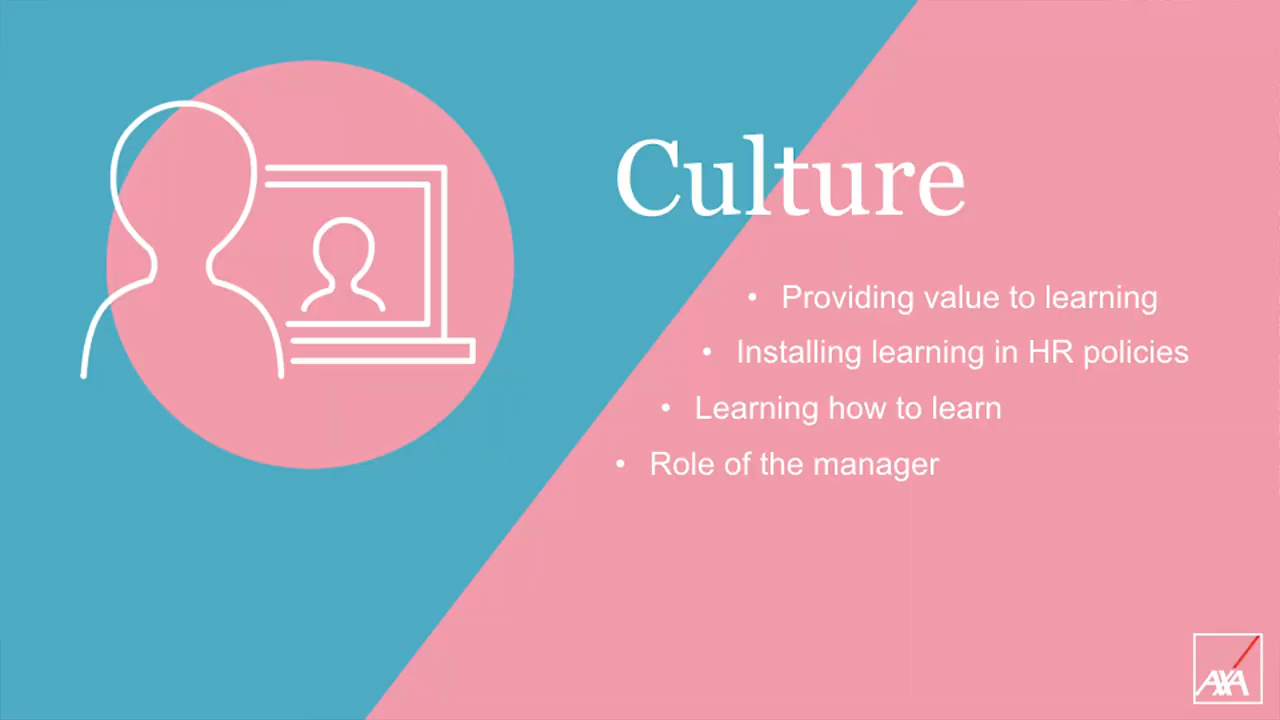 Culture
• Providing value to learning
• Installing learning in HR policies
• Learning how to learn
• Role of the manager
AXA